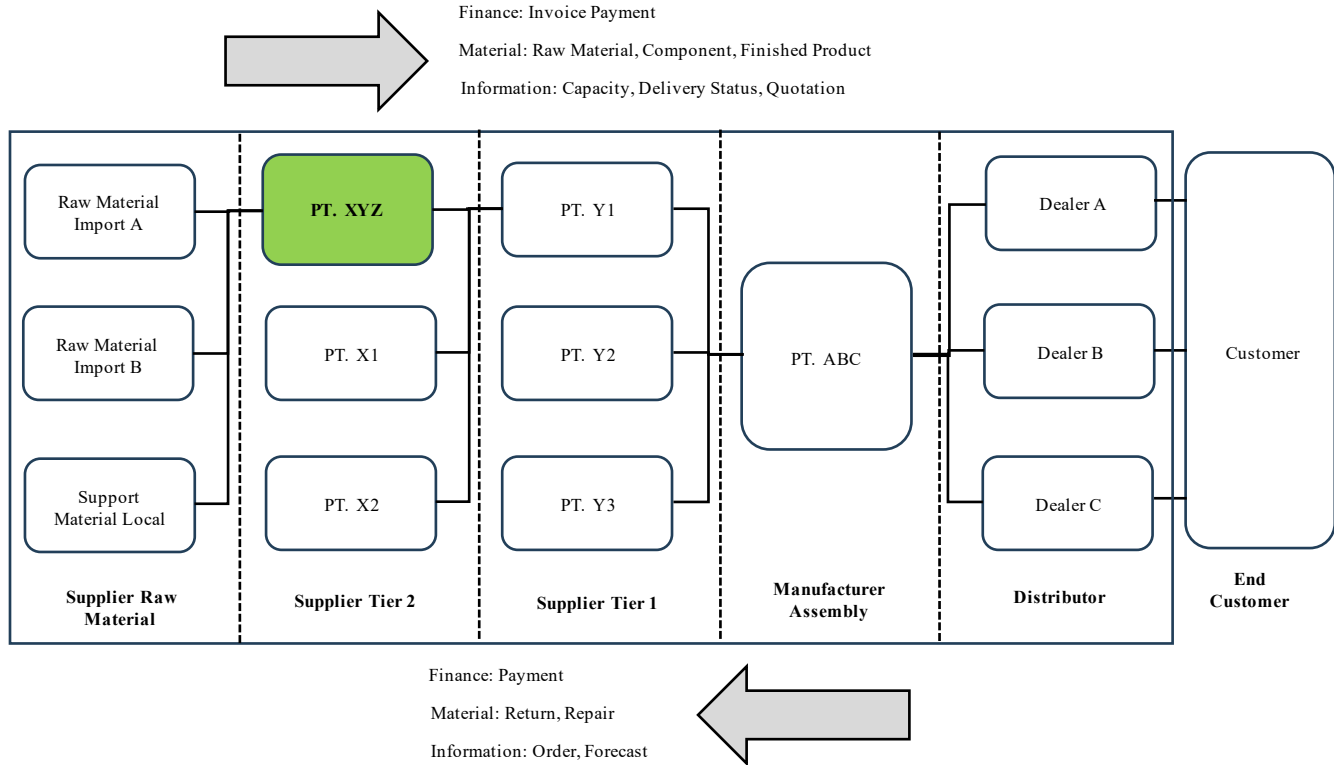 Finance: Invoice Payment
Material: Raw Material, Component, Finished Product
Information: Capacity, Delivery Status, Quotation
Raw Material
Import A
Raw Material
Import B
Support
Material Local
Supplier Raw
Material
PT. XYZ
PT. X1
PT. X2
Supplier Tier 2
PT. Y1
PT. Y2
PT. Y3
Supplier Tier 1
PT. ABC
Manufacturer
Assembly
Dealer A
Dealer B
Dealer C
Distributor
Customer
End
Customer
Finance: Payment
Material: Return, Repair
Information: Order, Forecast